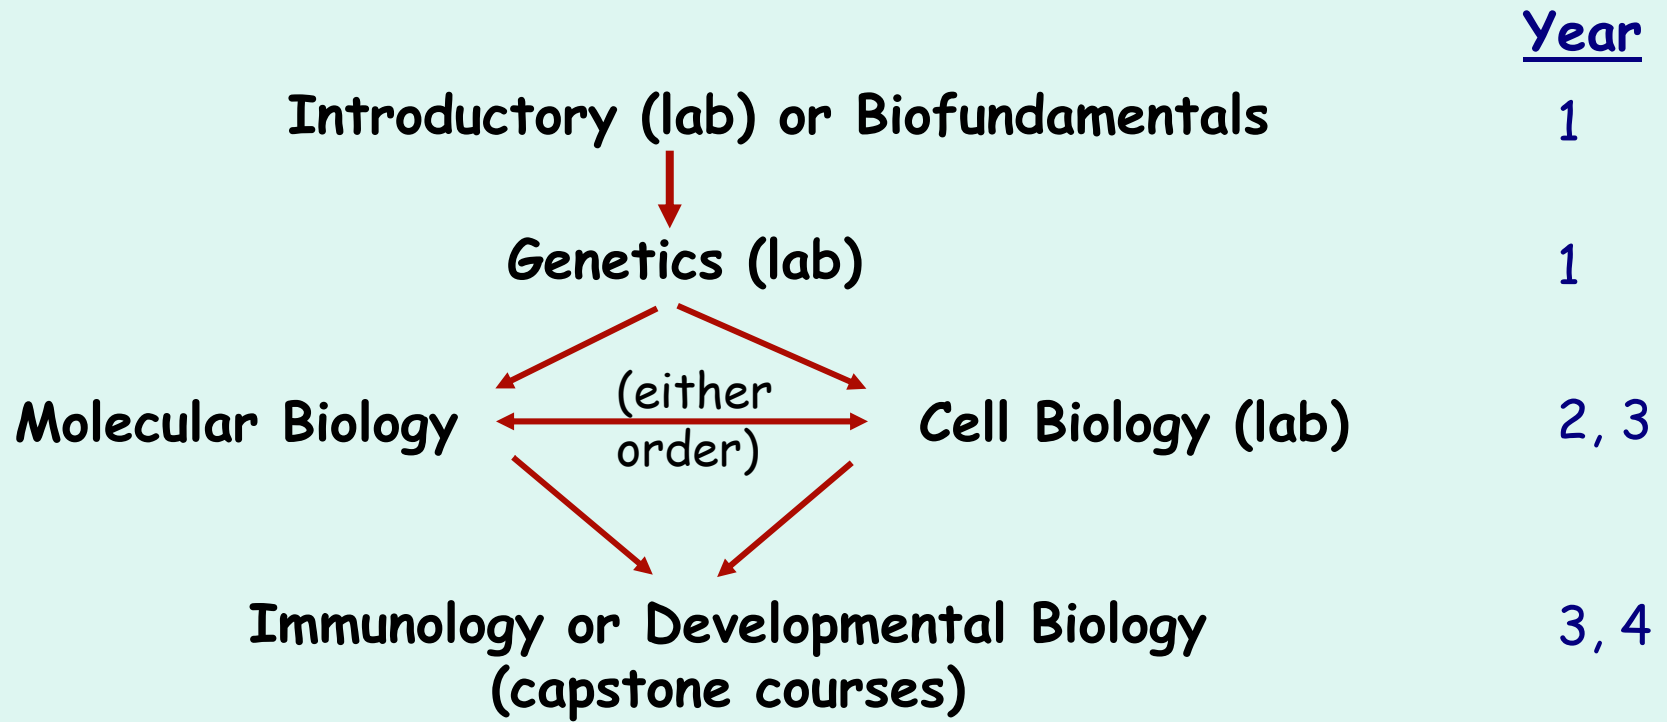 Year
Introductory (lab) or Biofundamentals 1
Genetics (lab) 1
(either
Molecular Biology Cell Biology (lab) 2, 3
order)
Immunology or Developmental Biology 3, 4
(capstone courses)